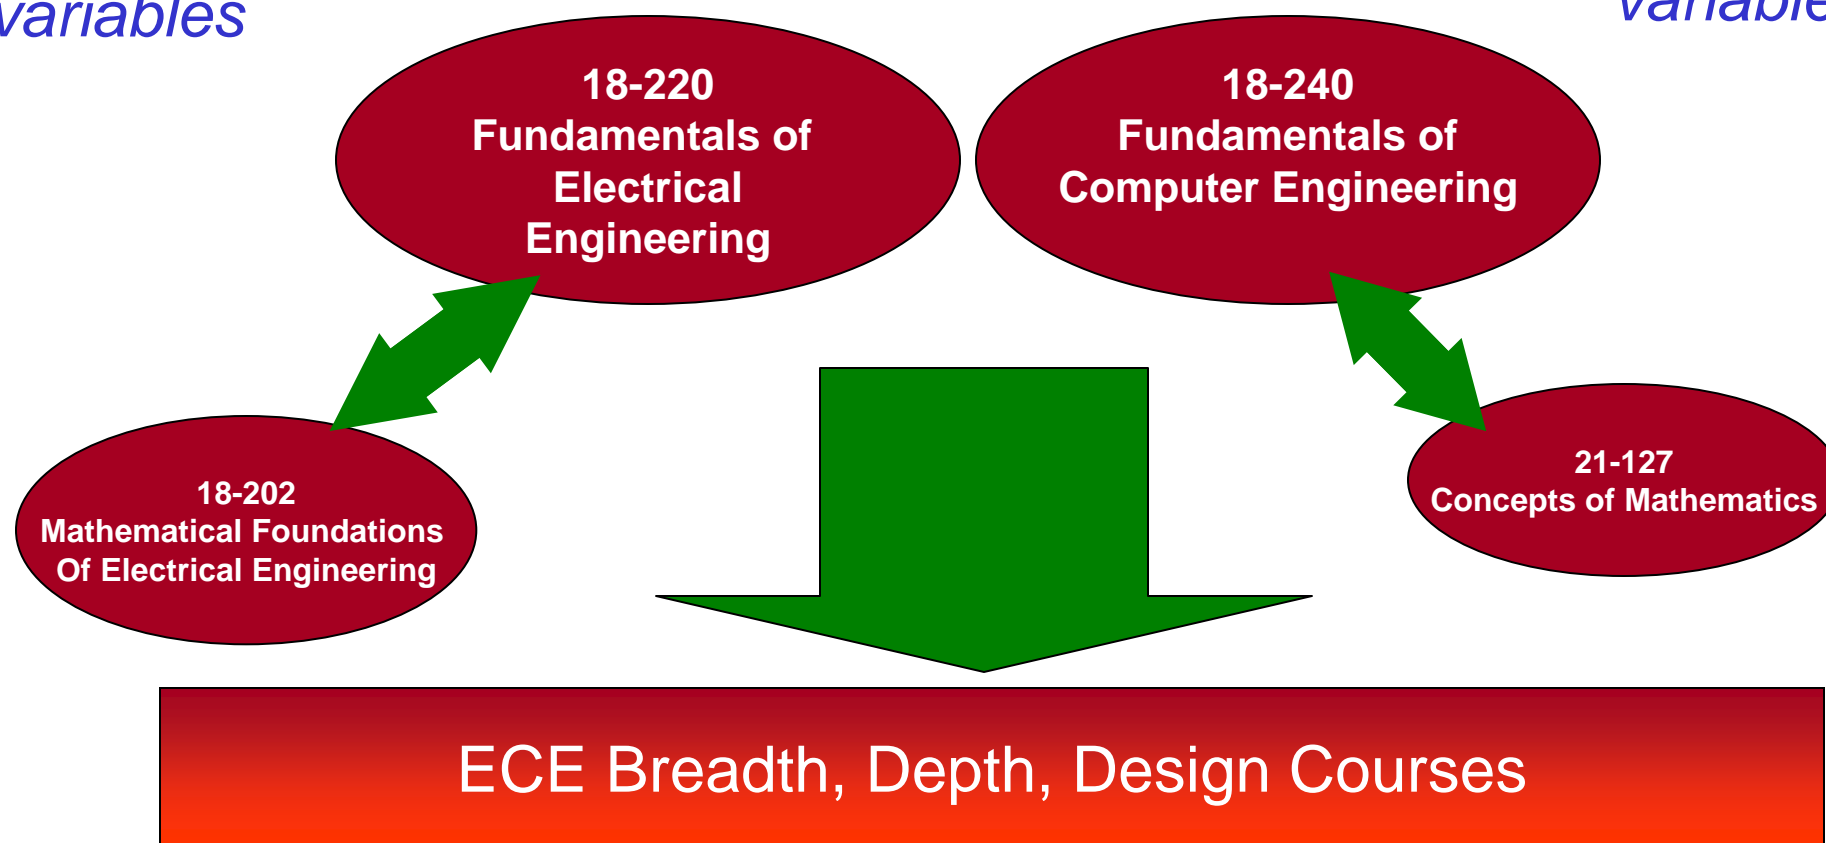 variables
18-220
Fundamentals of
Electrical
Engineering
18-240
Fundamentals of
Computer Engineering
18-202
Mathematical Foundations
Of Electrical Engineering
21-127
Concepts of Mathematics
ECE Breadth, Depth, Design Courses